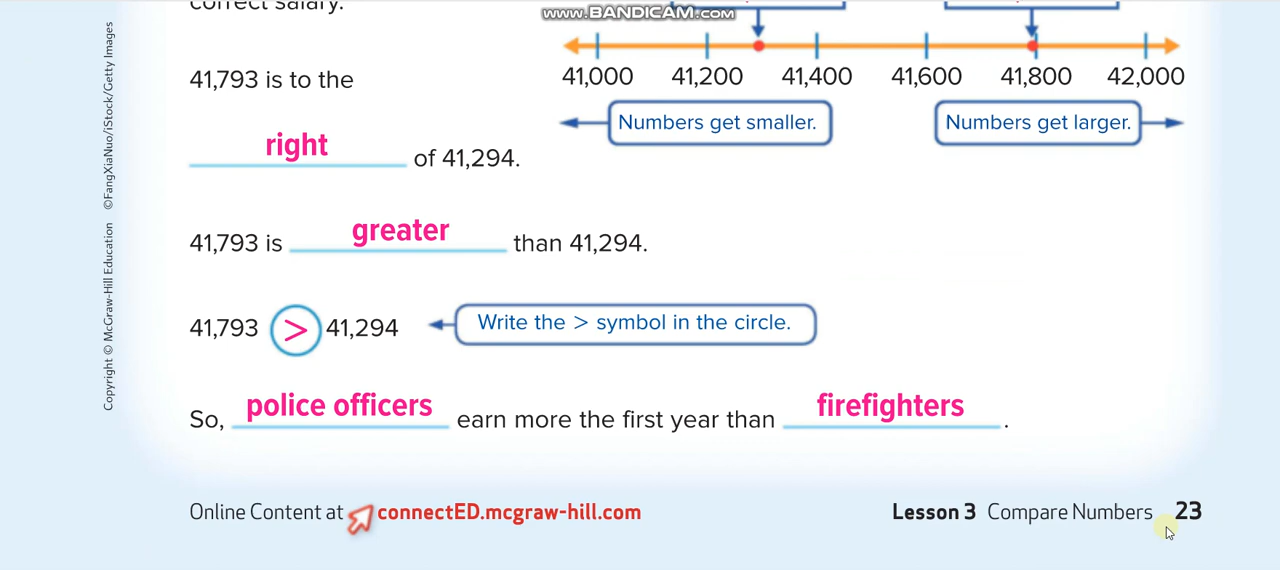 correct salary.
www.BANDICAM.com
41,793 is to the
41,000 41,200 41,400 41,600 41,800 42,000
Numbers get smaller. Numbers get larger.
right of 41,294.
41,793 is greater than 41,294.
41,793 > 41,294 Write the > symbol in the circle.
So, police officers earn more the first year than firefighters.
Online Content at connectED.mcgraw-hill.com
Lesson 3 Compare Numbers 23
Copyright © McGraw-Hill Education ©FangXiaNuo/iStock/Getty Images